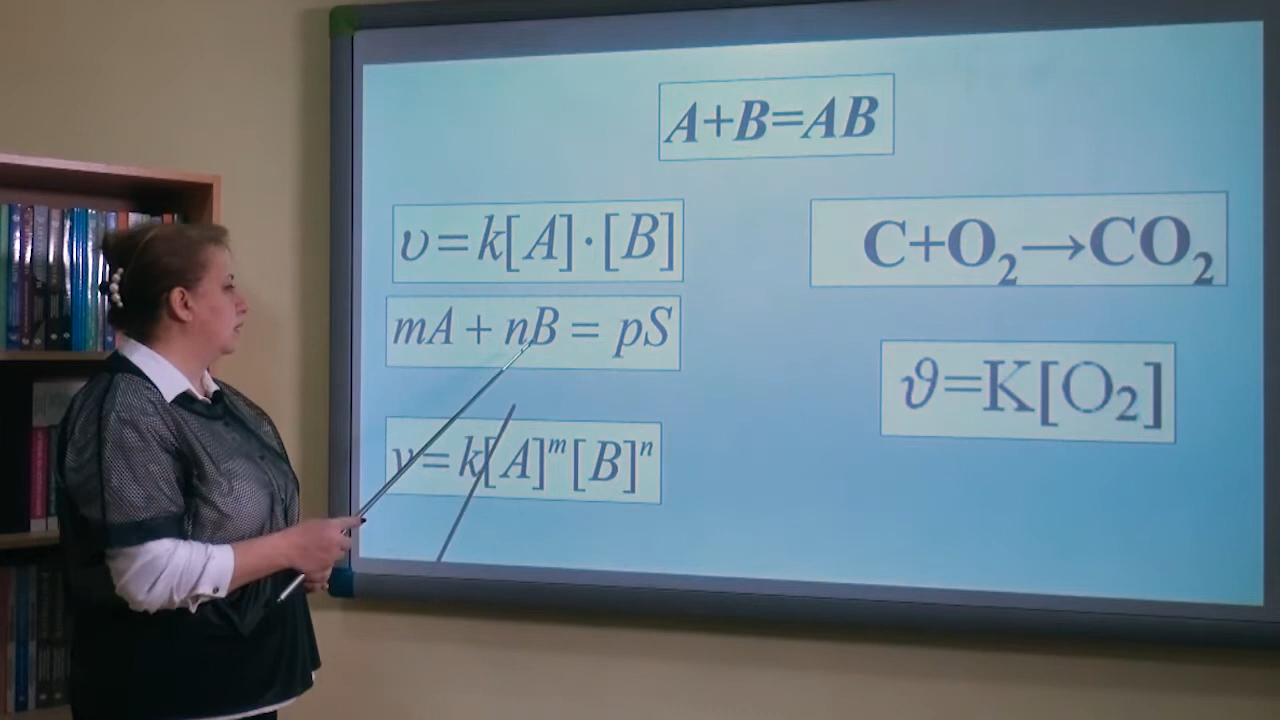 A+B=AB
υ=k[A]·[B]
mA + nB = pS
ν=k[A]ᵐ[B]ⁿ
C+O₂→CO₂
ϑ=K[O₂]